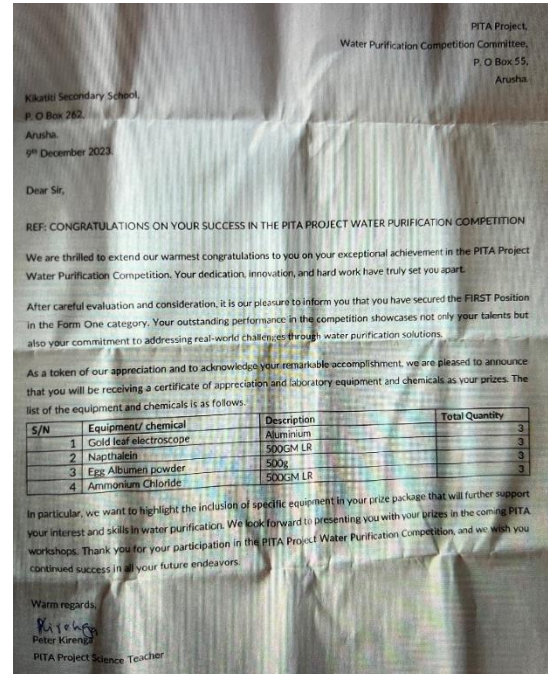 PITA Project,
Water Purification Competition Committee,
P. O Box 55,
Arusha.
Kikatiti Secondary School,
P. O Box 262,
Arusha.
9th December 2023.
Dear Sir,
REF: CONGRATULATIONS ON YOUR SUCCESS IN THE PITA PROJECT WATER PURIFICATION COMPETITION
We are thrilled to extend our warmest congratulations to you on your exceptional achievement in the PITA Project
Water Purification Competition. Your dedication, innovation, and hard work have truly set you apart.
After careful evaluation and consideration, it is our pleasure to inform you that you have secured the FIRST Position
in the Form One category. Your outstanding performance in the competition showcases not only your talents but
also your commitment to addressing real-world challenges through water purification solutions.
As a token of our appreciation and to acknowledge your remarkable accomplishment, we are pleased to announce
that you will be receiving a certificate of appreciation and laboratory equipment and chemicals as your prizes. The
list of the equipment and chemicals is as follows.
S/N Equipment/ chemical Description Total Quantity
1 Gold leaf electroscope Aluminium 3
2 Napthalein 500GM LR 3
3 Egg Albumen powder 500g 3
4 Ammonium Chloride 500GM LR 3
In particular, we want to highlight the inclusion of specific equipment in your prize package that will further support
your interest and skills in water purification. We look forward to presenting you with your prizes in the coming PITA
workshops. Thank you for your participation in the PITA Project Water Purification Competition, and we wish you
continued success in all your future endeavors.
Warm regards,
Kirenga
Peter Kirenga
PITA Project Science Teacher